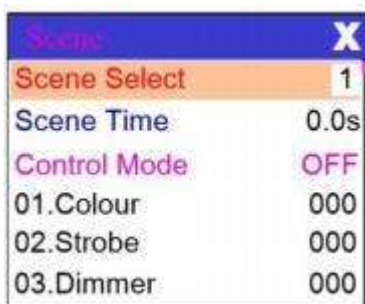 Scene X
Scene Select 1
Scene Time 0.0s
Control Mode OFF
01.Colour 000
02.Strobe 000
03.Dimmer 000